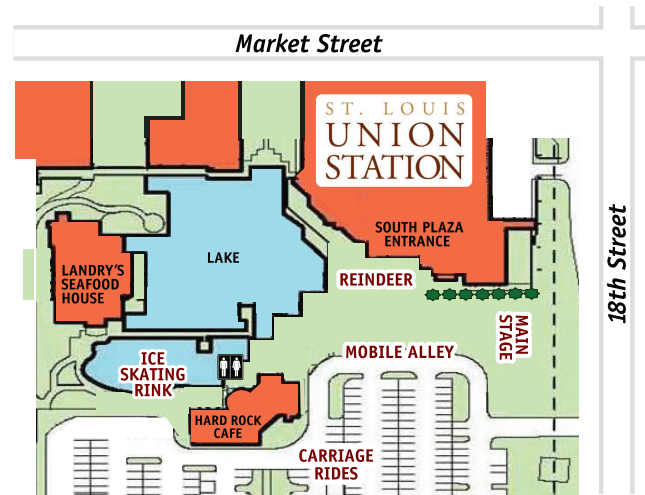 Market Street
ST. LOUIS
UNION
STATION
SOUTH PLAZA
ENTRANCE
18th Street
LAKE
LANDRY'S
SEAFOOD
HOUSE
REINDEER
MAIN
STAGE
MOBILE ALLEY
ICE
SKATING
RINK
HARD ROCK
CAFE
CARRIAGE
RIDES